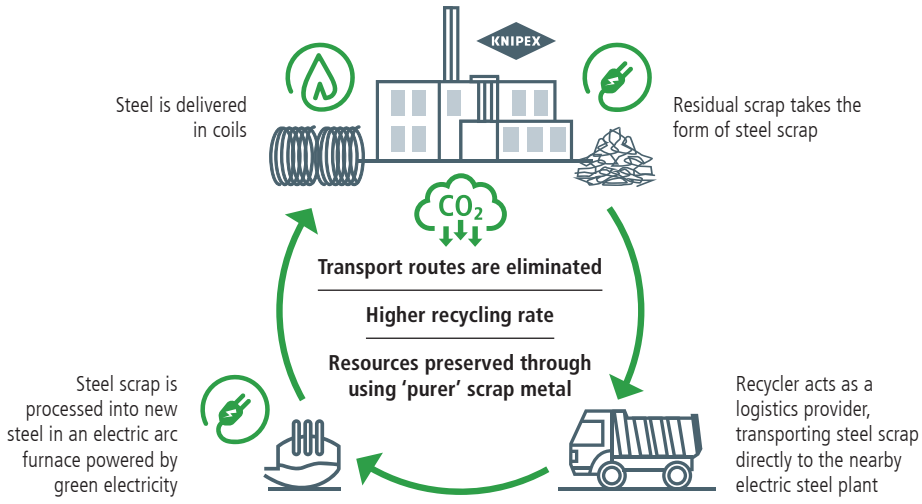 KNIPEX
Steel is delivered
in coils
Residual scrap takes the
form of steel scrap
CO₂
Transport routes are eliminated
Higher recycling rate
Resources preserved through
using ‘purer’ scrap metal
Steel scrap is
processed into new
steel in an electric arc
furnace powered by
green electricity
Recycler acts as a
logistics provider,
transporting steel scrap
directly to the nearby
electric steel plant